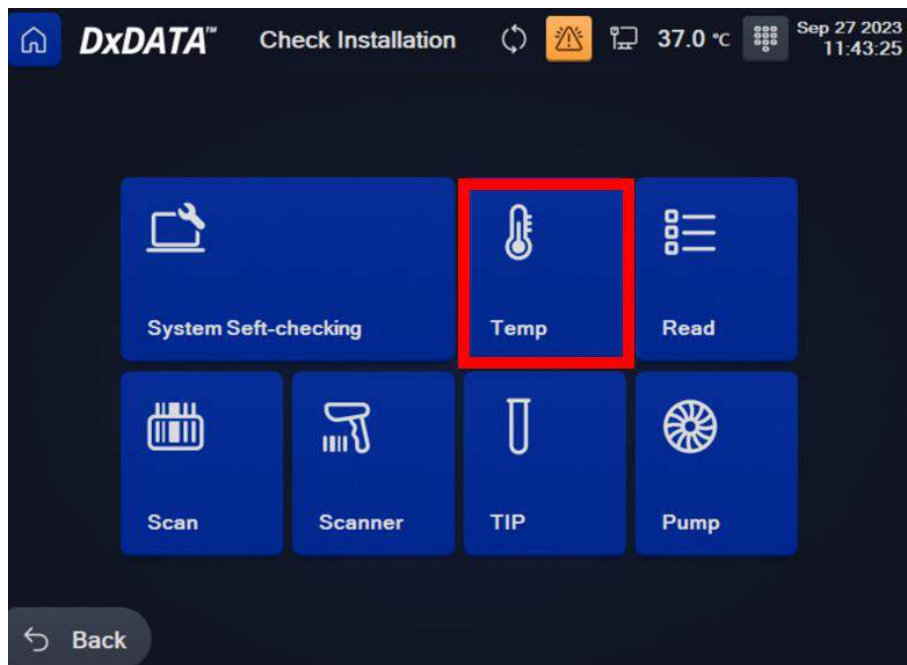 DxDATA™ Check Installation 37.0 °C Sep 27 2023
11:43:25
System Seft-checking
Temp
Read
Scan
Scanner
TIP
Pump
Back